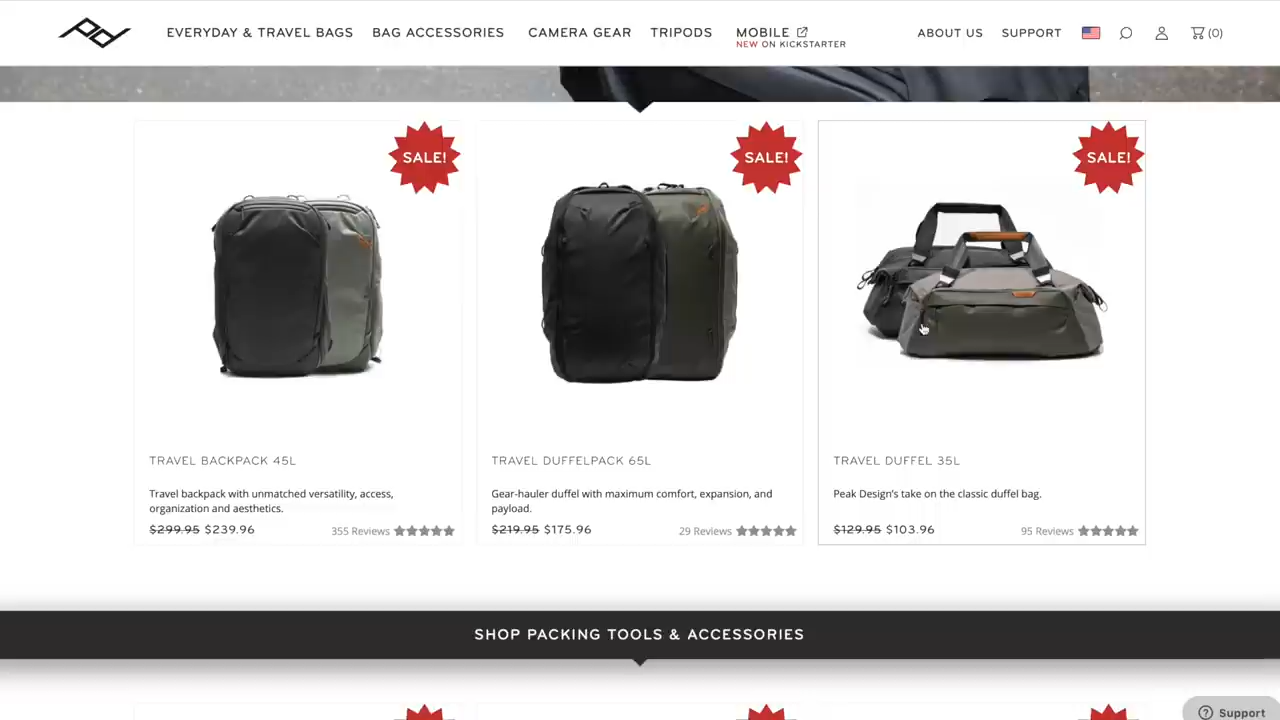 EVERYDAY & TRAVEL BAGS
BAG ACCESSORIES
CAMERA GEAR
TRIPODS
MOBILE
NEW ON KICKSTARTER
ABOUT US
SUPPORT
(0)
SALE!
SALE!
SALE!
TRAVEL BACKPACK 45L
Travel backpack with unmatched versatility, access,
organization and aesthetics.
$299.95 $239.96
355 Reviews
TRAVEL DUFFELPACK 65L
Gear-hauler duffel with maximum comfort, expansion, and
payload.
$219.95 $175.96
29 Reviews
TRAVEL DUFFEL 35L
Peak Design's take on the classic duffel bag.
$129.95 $103.96
95 Reviews
SHOP PACKING TOOLS & ACCESSORIES
Support